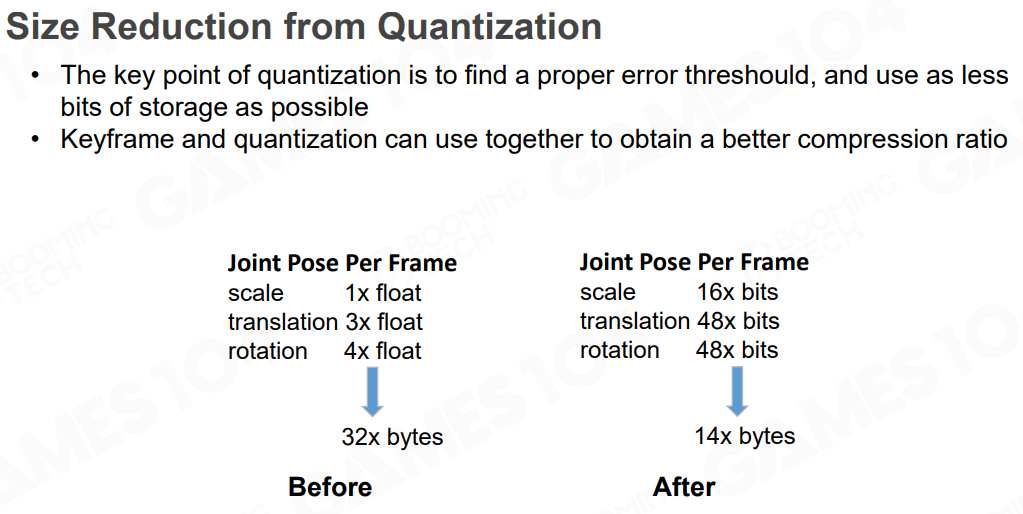 Size Reduction from Quantization
• The key point of quantization is to find a proper error threshould, and use as less
bits of storage as possible
• Keyframe and quantization can use together to obtain a better compression ratio
Joint Pose Per Frame
scale 1x float
translation 3x float
rotation 4x float
32x bytes
Before
Joint Pose Per Frame
scale 16x bits
translation 48x bits
rotation 48x bits
14x bytes
After
GAMES104
BOOMING
TECH